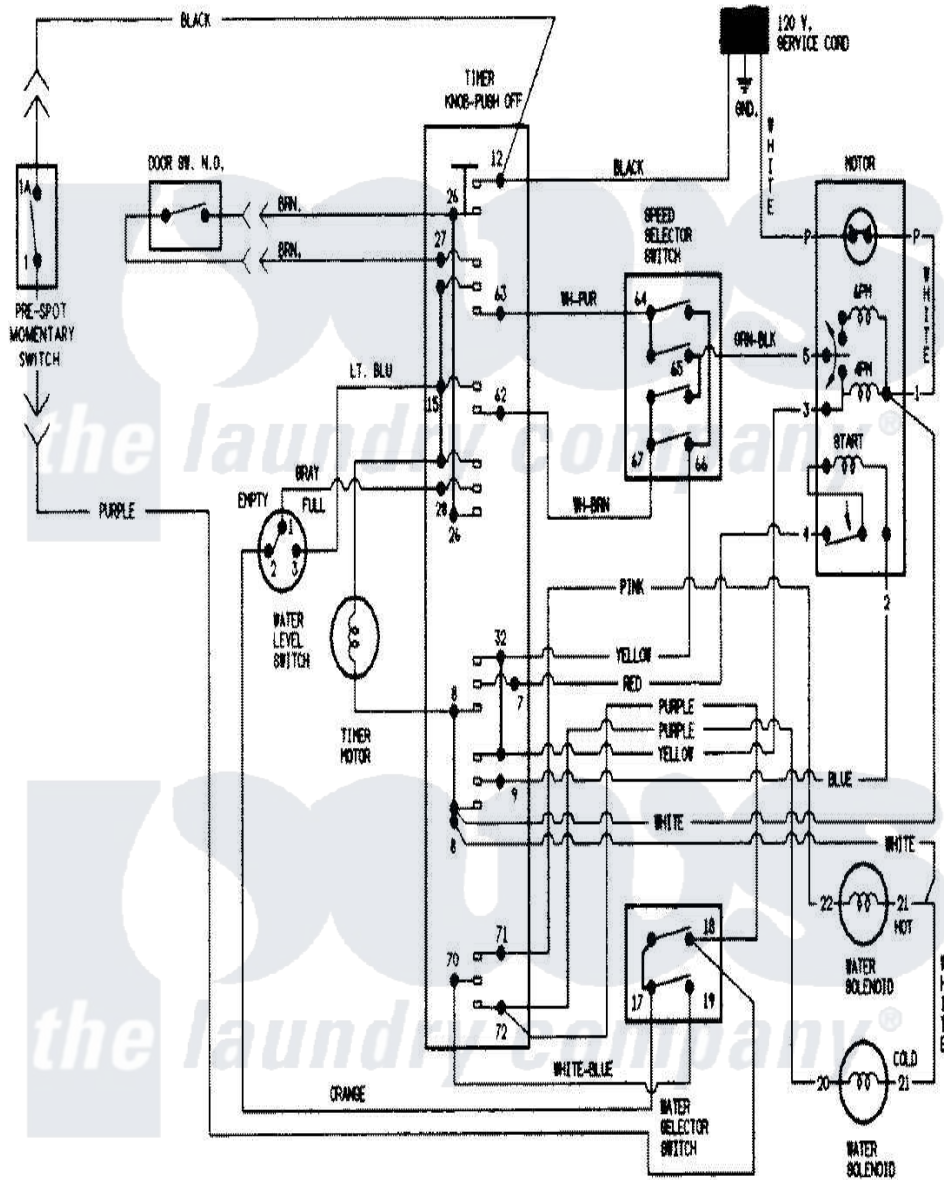 BLACK
120 V.
SERVICE CORD
TIMER
KNOB-PUSH OFF
GND.
WHITE
MOTOR
DOOR SW. N.O.
12
BLACK
1A
BRN.
26
SPEED
SELECTOR
SWITCH
P
P
27
1
BRN.
WHITE
63
WH-PUR
64
6PH
PRE-SPOT
MOMENTARY
SWITCH
GRN-BLK
5
65
LT. BLU
4PH
15
62
3
1
67
66
START
the laundry company®
GRAY
EMPTY
FULL
28
26
PURPLE
WH-BRN
1
2
3
4
2
PINK
WATER
LEVEL
SWITCH
32
YELLOW
RED
7
8
PURPLE
PURPLE
TIMER
MOTOR
YELLOW
BLUE
9
WHITE
8
WHITE
22
21
HOT
18
71
70
WATER
SOLENOID
WHITE
17
19
72
the laundry company®
WHITE-BLUE
COLD
20
21
ORANGE
WATER
SELECTOR
SWITCH
WATER
SOLENOID